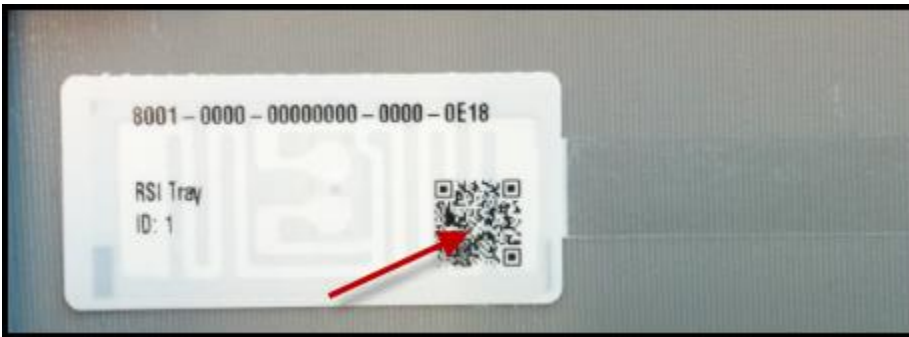 8001 – 0000 – 00000000 – 0000 – 0E18
RSI Tray
ID: 1